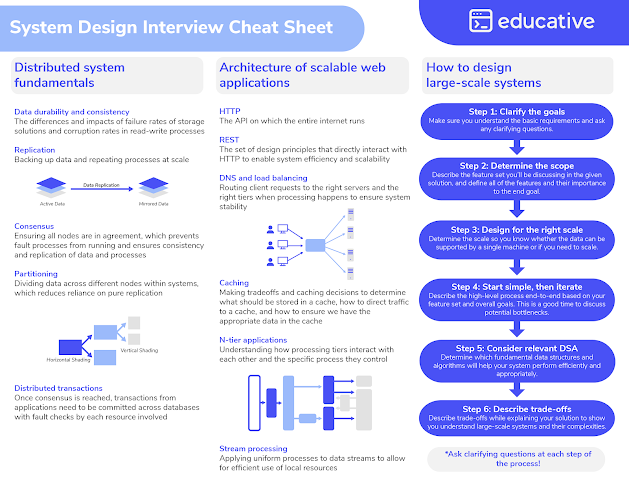 System Design Interview Cheat Sheet
educative
Distributed system
fundamentals
Data durability and consistency
The differences and impacts of failure rates of storage
solutions and corruption rates in read-write processes
Replication
Backing up data and repeating processes at scale
Data Replication
Active Data
Mirrored Data
Consensus
Ensuring all nodes are in agreement, which prevents
fault processes from running and ensures consistency
and replication of data and processes
Partitioning
Dividing data across different nodes within systems,
which reduces reliance on pure replication
Horizontal Shading
Vertical Shading
Distributed transactions
Once consensus is reached, transactions from
applications need to be committed across databases
with fault checks by each resource involved
Architecture of scalable web
applications
HTTP
The API on which the entire internet runs
REST
The set of design principles that directly interact with
HTTP to enable system efficiency and scalability
DNS and load balancing
Routing client requests to the right servers and the
right tiers when processing happens to ensure system
stability
Caching
Making tradeoffs and caching decisions to determine
what should be stored in a cache, how to direct traffic
to a cache, and how to ensure we have the
appropriate data in the cache
N-tier applications
Understanding how processing tiers interact with
each other and the specific process they control
Stream processing
Applying uniform processes to data streams to allow
for efficient use of local resources
How to design
large-scale systems
Step 1: Clarify the goals
Make sure you understand the basic requirements and ask
any clarifying questions.
Step 2: Determine the scope
Describe the feature set you'll be discussing in the given
solution, and define all of the features and their importance
to the end goal.
Step 3: Design for the right scale
Determine the scale so you know whether the data can be
supported by a single machine or if you need to scale.
Step 4: Start simple, then iterate
Describe the high-level process end-to-end based on your
feature set and overall goals. This is a good time to discuss
potential bottlenecks.
Step 5: Consider relevant DSA
Determine which fundamental data structures and
algorithms will help your system perform efficiently and
appropriately.
Step 6: Describe trade-offs
Describe trade-offs while explaining your solution to show
you understand large-scale systems and their complexities.
*Ask clarifying questions at each step of
the process!